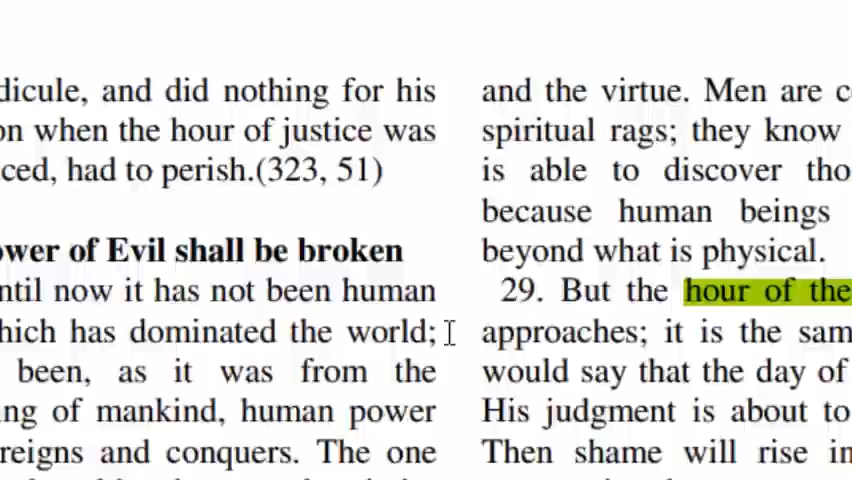 dicule, and did nothing for his
on when the hour of justice was
ced, had to perish.(323, 51)
ower of Evil shall be broken
ntil now it has not been human
hich has dominated the world;
been, as it was from the
ng of mankind, human power
reigns and conquers. The one
and the virtue. Men are c
spiritual rags; they know
is able to discover tho
because human beings
beyond what is physical.
29. But the hour of the
approaches; it is the sam
would say that the day of
His judgment is about to
Then shame will rise in